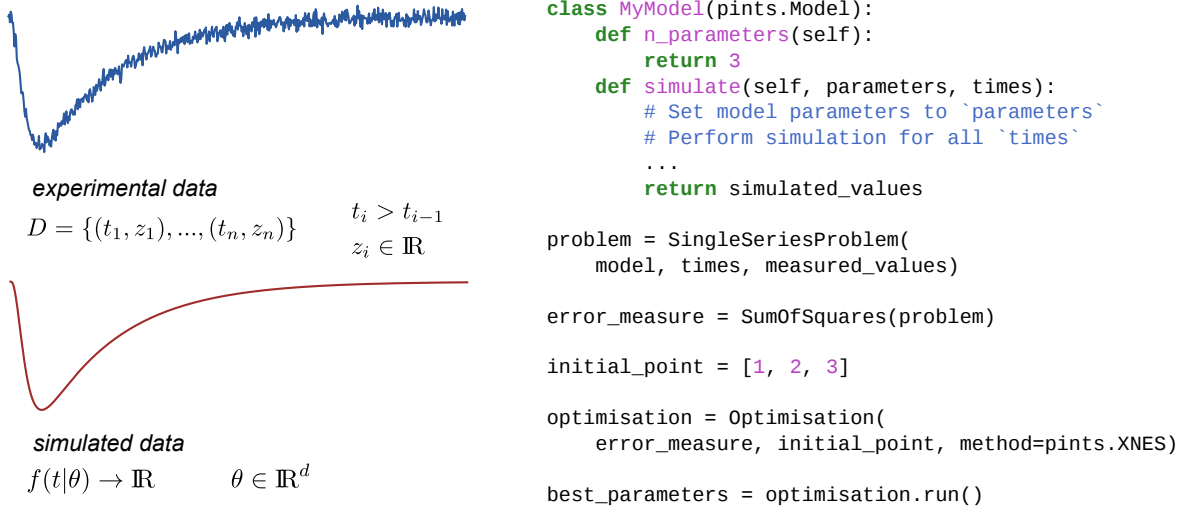 experimental data
D = {(t₁, z₁), ..., (tₙ, zₙ)}
tᵢ > tᵢ₋₁
zᵢ ∈ ℝ
simulated data
f(t|θ) → ℝ
θ ∈ ℝᵈ
class MyModel(pints.Model):
    def n_parameters(self):
        return 3
    def simulate(self, parameters, times):
        # Set model parameters to `parameters`
        # Perform simulation for all `times`
        ...
        return simulated_values
problem = SingleSeriesProblem(
    model, times, measured_values)
error_measure = SumOfSquares(problem)
initial_point = [1, 2, 3]
optimisation = Optimisation(
    error_measure, initial_point, method=pints.XNES)
best_parameters = optimisation.run()